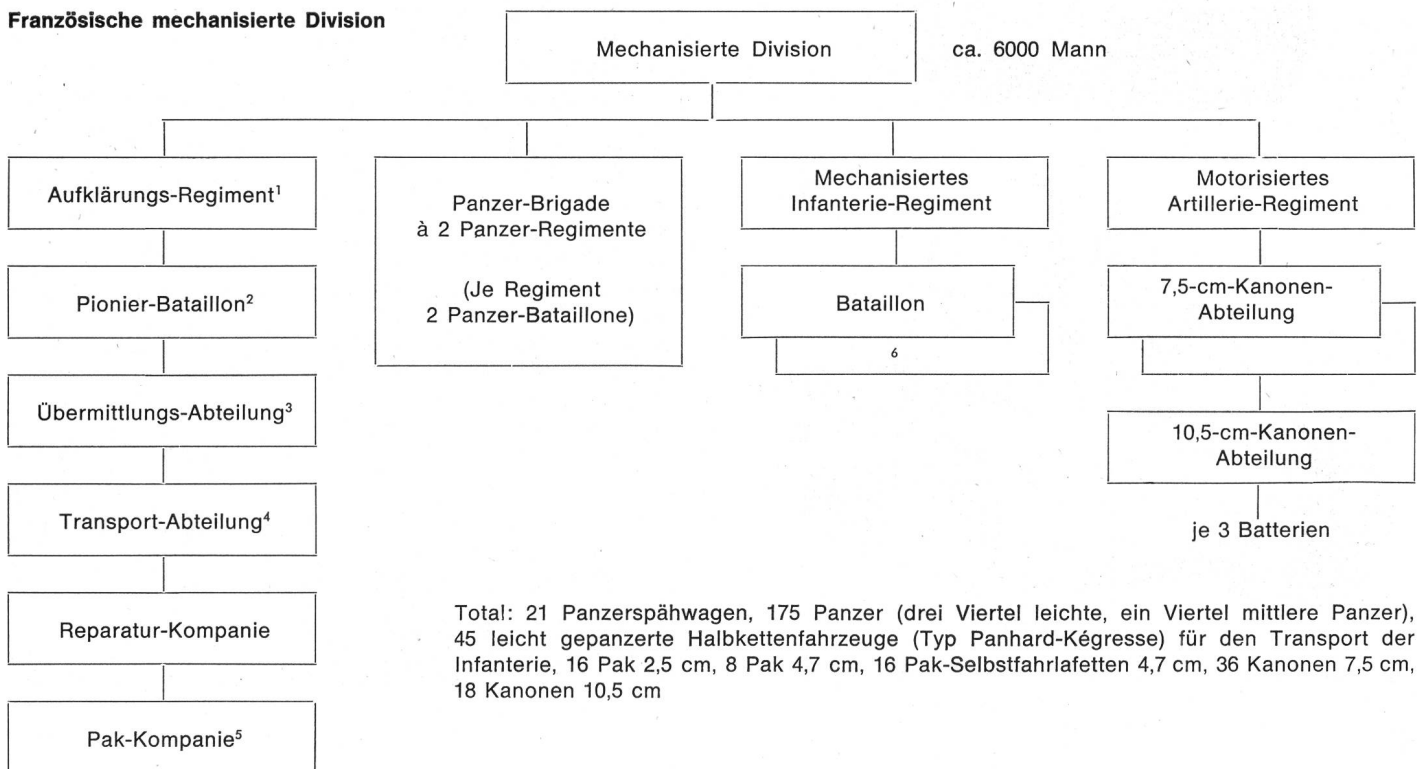 Französische mechanisierte Division
Mechanisierte Division
ca. 6000 Mann
Aufklärungs-Regiment¹
Pionier-Bataillon²
Übermittlungs-Abteilung³
Transport-Abteilung⁴
Reparatur-Kompanie
Pak-Kompanie⁵
Panzer-Brigade
à 2 Panzer-Regimente
(Je Regiment
2 Panzer-Bataillone)
Mechanisiertes
Infanterie-Regiment
Bataillon
6
Motorisiertes
Artillerie-Regiment
7,5-cm-Kanonen-
Abteilung
10,5-cm-Kanonen-
Abteilung
je 3 Batterien
Total: 21 Panzerspähwagen, 175 Panzer (drei Viertel leichte, ein Viertel mittlere Panzer),
45 leicht gepanzerte Halbkettenfahrzeuge (Typ Panhard-Kégresse) für den Transport der
Infanterie, 16 Pak 2,5 cm, 8 Pak 4,7 cm, 16 Pak-Selbstfahrlafetten 4,7 cm, 36 Kanonen 7,5 cm,
18 Kanonen 10,5 cm